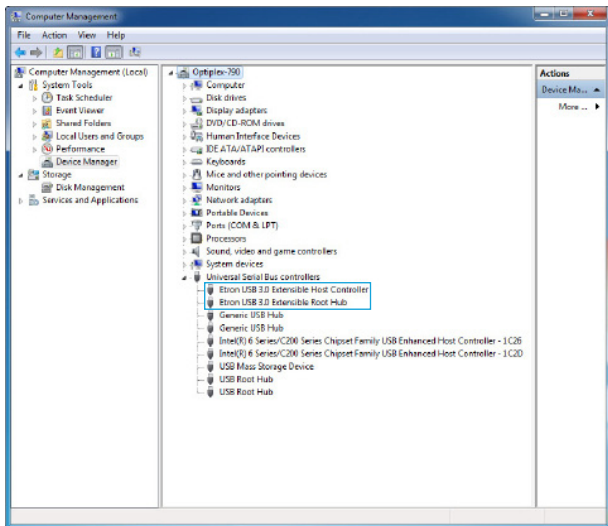 Computer Management
File Action View Help
Computer Management (Local)
System Tools
Task Scheduler
Event Viewer
Shared Folders
Local Users and Groups
Performance
Device Manager
Storage
Disk Management
Services and Applications
Optiplex-790
Computer
Disk drives
Display adapters
DVD/CD-ROM drives
Human Interface Devices
IDE ATA/ATAPI controllers
Keyboards
Mice and other pointing devices
Monitors
Network adapters
Portable Devices
Ports (COM & LPT)
Processors
Sound, video and game controllers
System devices
Universal Serial Bus controllers
Etron USB 3.0 Extensible Host Controller
Etron USB 3.0 Extensible Root Hub
Generic USB Hub
Generic USB Hub
Intel(R) 6 Series/C200 Series Chipset Family USB Enhanced Host Controller - 1C26
Intel(R) 6 Series/C200 Series Chipset Family USB Enhanced Host Controller - 1C2D
USB Mass Storage Device
USB Root Hub
USB Root Hub
Actions
Device Ma...
More ...